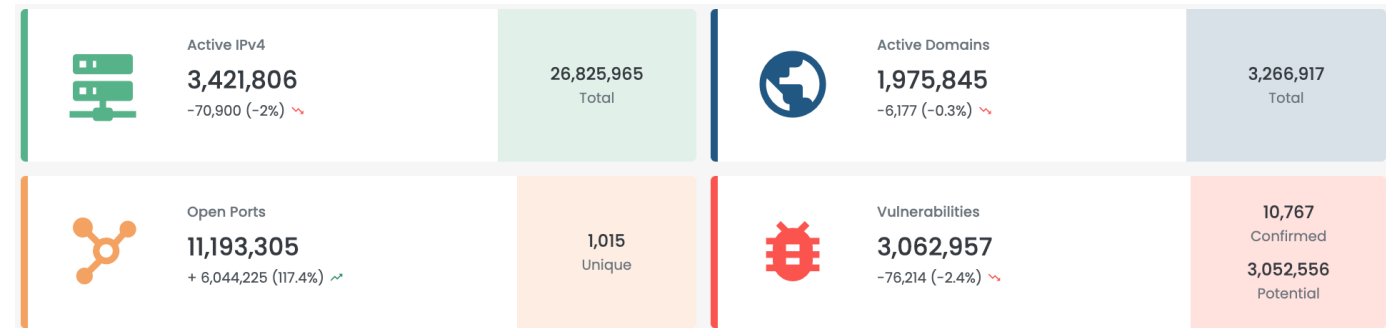 Active IPv4
3,421,806
-70,900 (-2%)
26,825,965
Total
Active Domains
1,975,845
-6,177 (-0.3%)
3,266,917
Total
Open Ports
11,193,305
+ 6,044,225 (117.4%)
1,015
Unique
Vulnerabilities
3,062,957
-76,214 (-2.4%)
10,767
Confirmed
3,052,556
Potential